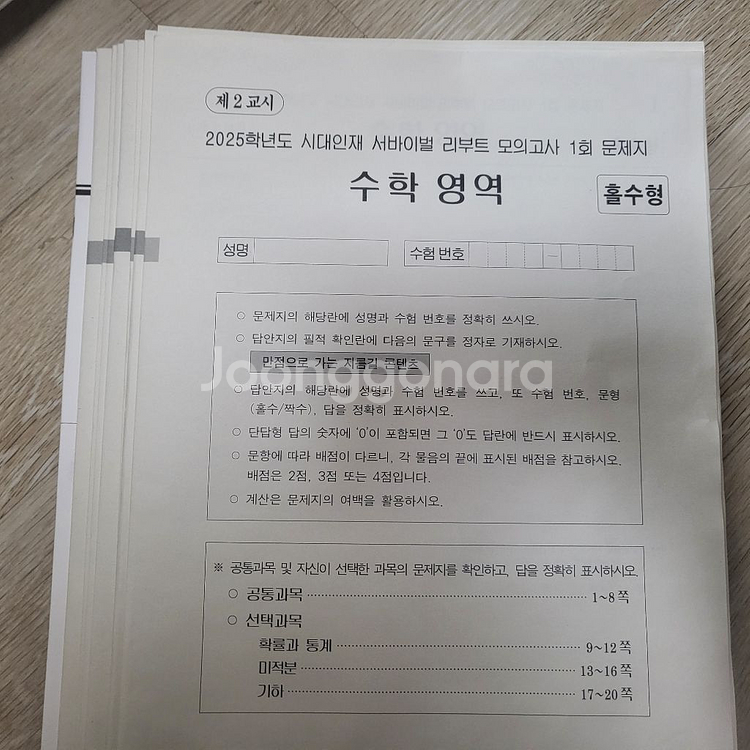 제 2 교시
2025학년도 시대인재 서바이벌 리부트 모의고사 1회 문제지
수학 영역
홀수형
성명
수험 번호
–
○ 문제지의 해당란에 성명과 수험 번호를 정확히 쓰시오.
○ 답안지의 필적 확인란에 다음의 문구를 정자로 기재하시오.
만점으로 가는 지름길 콘텐츠
Joonggonara
○ 답안지의 해당란에 성명과 수험 번호를 쓰고, 또 수험 번호, 문형
(홀수/짝수), 답을 정확히 표시하시오.
○ 단답형 답의 숫자에 '0'이 포함되면 그 '0'도 답란에 반드시 표시하시오.
○ 문항에 따라 배점이 다르니, 각 물음의 끝에 표시된 배점을 참고하시오.
배점은 2점, 3점 또는 4점입니다.
○ 계산은 문제지의 여백을 활용하시오.
※ 공통과목 및 자신이 선택한 과목의 문제지를 확인하고, 답을 정확히 표시하시오.
○ 공통과목 1~8 쪽
○ 선택과목
확률과 통계 9~12 쪽
미적분 13~16 쪽
기하 17~20 쪽